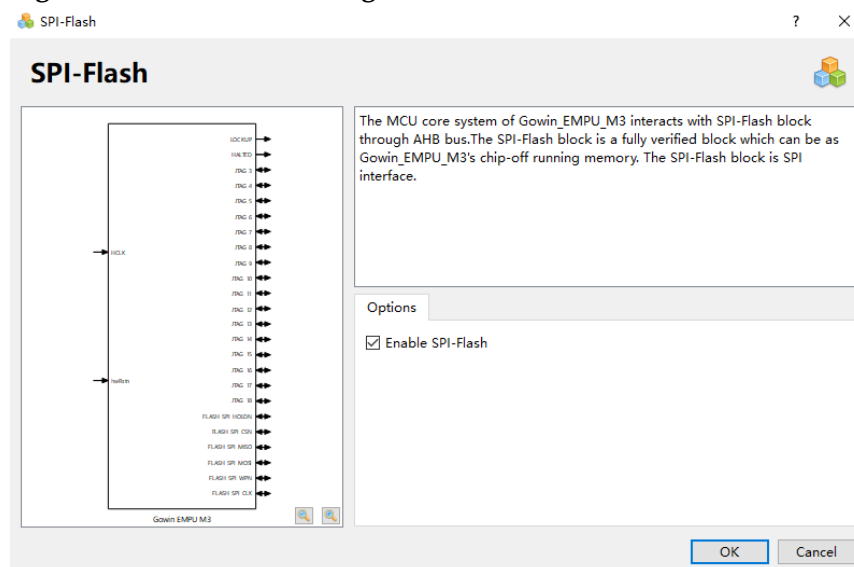 SPI-Flash
?
×
SPI-Flash
LOCKUP
HALTED
JTAG 3
JTAG 4
JTAG 5
JTAG 6
JTAG 7
JTAG 8
JTAG 9
JTAG 10
JTAG 11
JTAG 12
JTAG 13
JTAG 14
JTAG 15
JTAG 16
JTAG 17
JTAG 18
FLASH SPI HOLDN
FLASH SPI CSN
FLASH SPI MISO
FLASH SPI MOSI
FLASH SPI WPN
FLASH SPI CLK
HCLK
hwRstn
Gowin EMPU M3
The MCU core system of Gowin_EMPU_M3 interacts with SPI-Flash block
through AHB bus.The SPI-Flash block is a fully verified block which can be as
Gowin_EMPU_M3's chip-off running memory. The SPI-Flash block is SPI
interface.
Options
Enable SPI-Flash
OK
Cancel